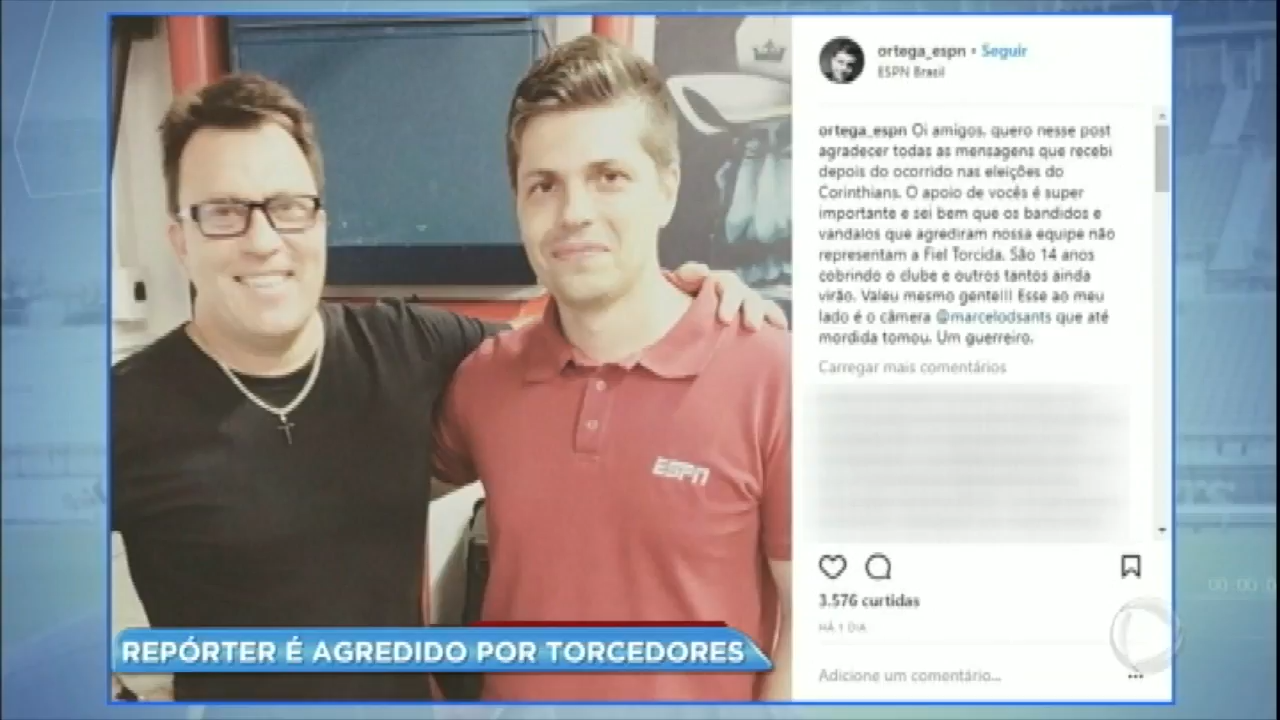 ortega_espn • Seguir
ESPN Brasil
ortega_espn Oi amigos, quero nesse post
agradecer todas as mensagens que recebi
depois do ocorrido nas eleições do
Corinthians. O apoio de vocês é super
importante e sei bem que os bandidos e
vandalos que agrediram nossa equipe não
representam a Fiel Torcida. São 14 anos
cobrindo o clube e outros tantos ainda
virão. Valeu mesmo gente!!! Esse ao meu
lado é o câmera @marcelodsants que até
mordida tomou. Um guerreiro.
Carregar mais comentários
ESPN
3.576 curtidas
HÁ 1 DIA
REPÓRTER É AGREDIDO POR TORCEDORES
Adicione um comentário...